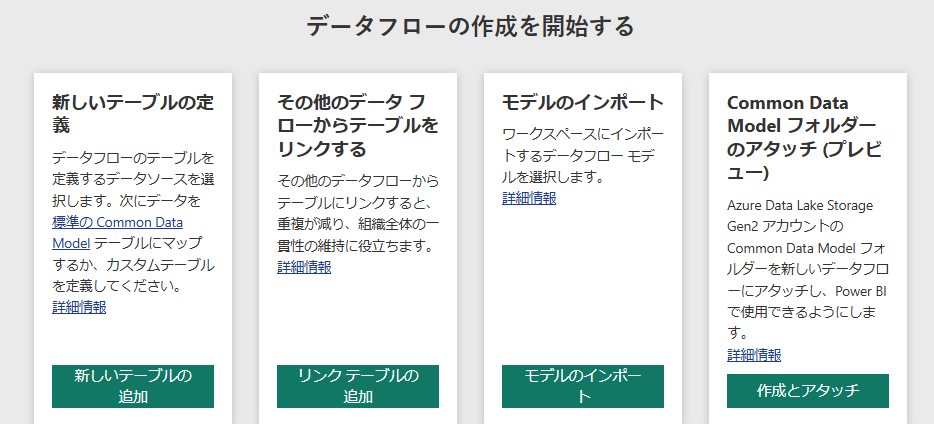 データフローの作成を開始する
新しいテーブルの定
義
データフローのテーブルを
定義するデータソースを選
択します。次にデータを
標準の Common Data
Model テーブルにマップ
するか、カスタムテーブル
を定義してください。
詳細情報
新しいテーブルの
追加
その他のデータ フ
ローからテーブルを
リンクする
その他のデータフローから
テーブルにリンクすると、
重複が減り、組織全体の一
貫性の維持に役立ちます。
詳細情報
リンク テーブルの
追加
モデルのインポート
ワークスペースにインポー
トするデータフロー モデ
ルを選択します。
詳細情報
モデルのインポー
ト
Common Data
Model フォルダー
のアタッチ (プレビ
ュー)
Azure Data Lake Storage
Gen2 アカウントの
Common Data Model フォ
ルダーを新しいデータフロ
ーにアタッチし、Power BI
で使用できるようにしま
す。
詳細情報
作成とアタッチ